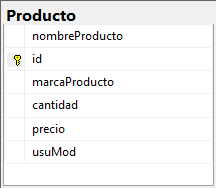 Producto
nombreProducto
id
marcaProducto
cantidad
precio
usuMod